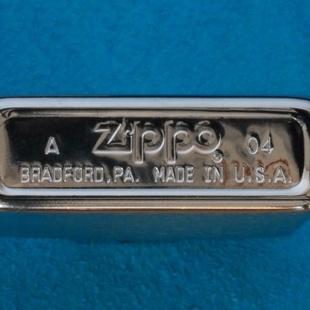 A Zippo® 04
BRADFORD, PA. MADE IN U.S.A.